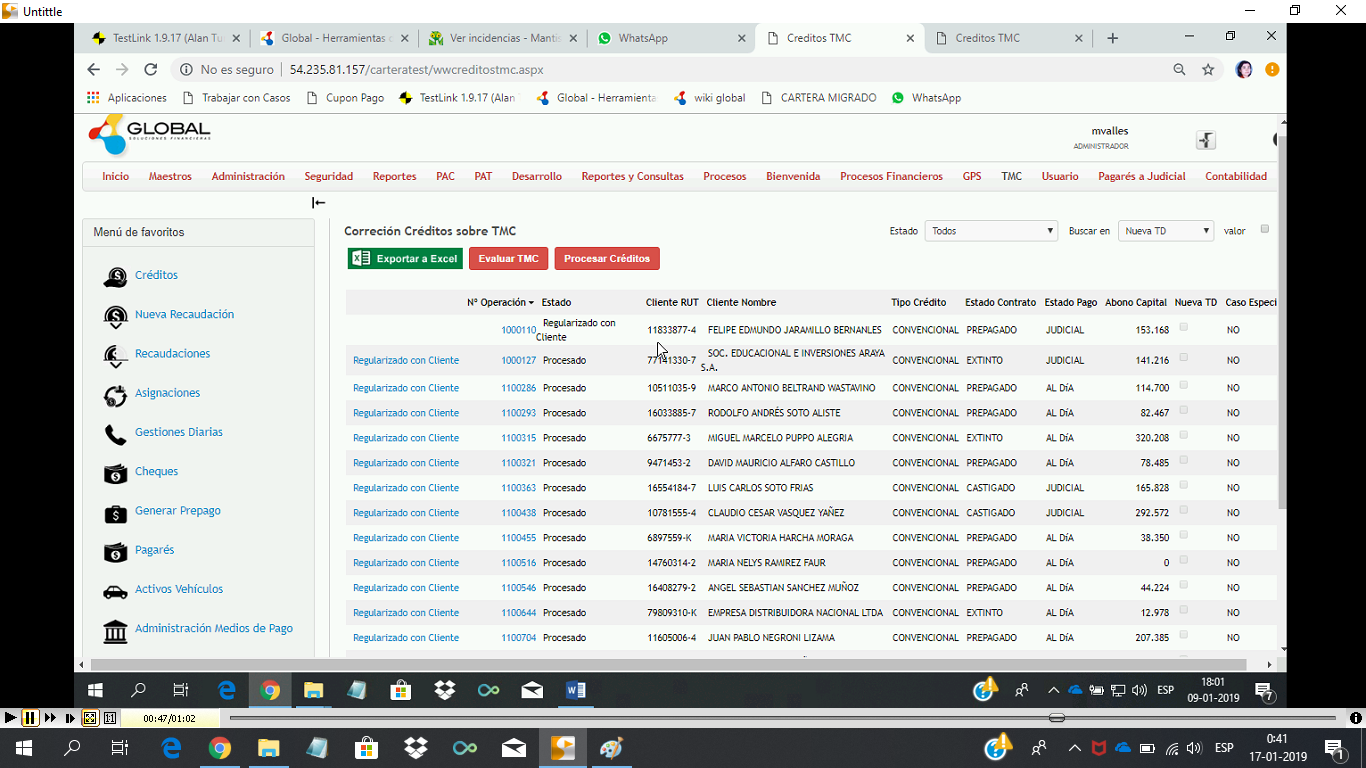 Untittle
TestLink 1.9.17 (Alan Tu
Global - Herramientas d
Ver incidencias - Mantis
WhatsApp
Creditos TMC
Creditos TMC
No es seguro | 54.235.81.157/carteratest/wwcreditostmc.aspx
Aplicaciones
Trabajar con Casos
Cupon Pago
TestLink 1.9.17 (Alan
Global - Herramienta
wiki global
CARTERA MIGRADO
WhatsApp
GLOBAL
SOLUCIONES FINANCIERAS
mvalles
ADMINISTRADOR
Inicio Maestros Administración Seguridad Reportes PAC PAT Desarrollo Reportes y Consultas Procesos Bienvenida Procesos Financieros GPS TMC Usuario Pagarés a Judicial Contabilidad
Menú de favoritos
Créditos
Nueva Recaudación
Recaudaciones
Asignaciones
Gestiones Diarias
Cheques
Generar Prepago
Pagarés
Activos Vehículos
Administración Medios de Pago
Correción Créditos sobre TMC
Estado Todos Buscar en Nueva TD valor
Exportar a Excel Evaluar TMC Procesar Créditos
Nº Operación Estado Cliente RUT Cliente Nombre Tipo Crédito Estado Contrato Estado Pago Abono Capital Nueva TD Caso Especi
1000110 Regularizado con Cliente 11833877-4 FELIPE EDMUNDO JARAMILLO BERNANLES CONVENCIONAL PREPAGADO JUDICIAL 153.168 NO
Regularizado con Cliente 1000127 Procesado 77141330-7 SOC. EDUCACIONAL E INVERSIONES ARAYA S.A. CONVENCIONAL EXTINTO JUDICIAL 141.216 NO
Regularizado con Cliente 1100286 Procesado 10511035-9 MARCO ANTONIO BELTRAND WASTAVINO CONVENCIONAL PREPAGADO AL DíA 114.700 NO
Regularizado con Cliente 1100293 Procesado 16033885-7 RODOLFO ANDRÉS SOTO ALISTE CONVENCIONAL PREPAGADO AL DíA 82.467 NO
Regularizado con Cliente 1100315 Procesado 6675777-3 MIGUEL MARCELO PUPPO ALEGRIA CONVENCIONAL EXTINTO AL DíA 320.208 NO
Regularizado con Cliente 1100321 Procesado 9471453-2 DAVID MAURICIO ALFARO CASTILLO CONVENCIONAL PREPAGADO AL DíA 78.485 NO
Regularizado con Cliente 1100363 Procesado 16554184-7 LUIS CARLOS SOTO FRIAS CONVENCIONAL CASTIGADO JUDICIAL 165.828 NO
Regularizado con Cliente 1100438 Procesado 10781555-4 CLAUDIO CESAR VASQUEZ YAÑEZ CONVENCIONAL CASTIGADO JUDICIAL 292.572 NO
Regularizado con Cliente 1100455 Procesado 6897559-K MARIA VICTORIA HARCHA MORAGA CONVENCIONAL PREPAGADO AL DíA 38.350 NO
Regularizado con Cliente 1100516 Procesado 14760314-2 MARIA NELYS RAMIREZ FAUR CONVENCIONAL PREPAGADO AL DíA 0 NO
Regularizado con Cliente 1100546 Procesado 16408279-2 ANGEL SEBASTIAN SANCHEZ MUÑOZ CONVENCIONAL PREPAGADO AL DíA 44.224 NO
Regularizado con Cliente 1100644 Procesado 79809310-K EMPRESA DISTRIBUIDORA NACIONAL LTDA CONVENCIONAL EXTINTO AL DíA 12.978 NO
Regularizado con Cliente 1100704 Procesado 11605006-4 JUAN PABLO NEGRONI LIZAMA CONVENCIONAL PREPAGADO AL DíA 207.385 NO
ESP 18:01
09-01-2019
7
00:47/01:02
ESP 0:41
17-01-2019
1